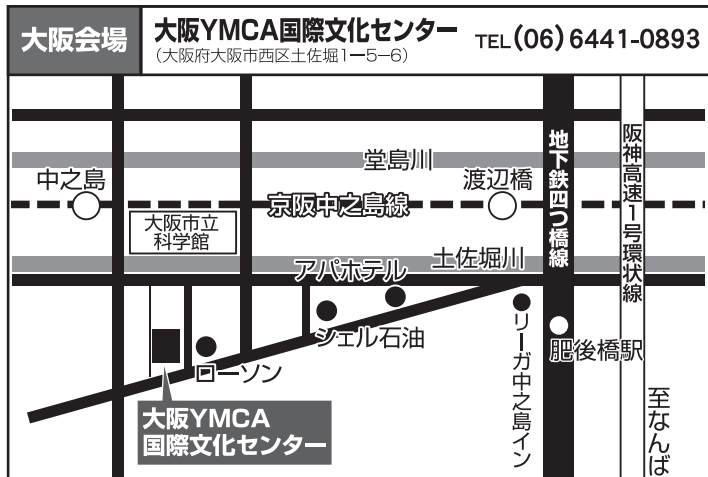 大阪会場
大阪YMCA国際文化センター
TEL(06)6441-0893
(大阪府大阪市西区土佐堀1−5−6)
堂島川
中之島
渡辺橋
京阪中之島線
大阪市立
科学館
地下鉄四つ橋線
阪神高速1号環状線
土佐堀川
アパホテル
シェル石油
ローソン
リーガ中之島イン
肥後橋駅
至なんば
大阪YMCA
国際文化センター